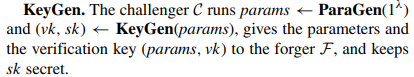 KeyGen. The challenger C runs params ← ParaGen(1^λ)
and (vk, sk) ← KeyGen(params), gives the parameters and
the verification key (params, vk) to the forger F, and keeps
sk secret.